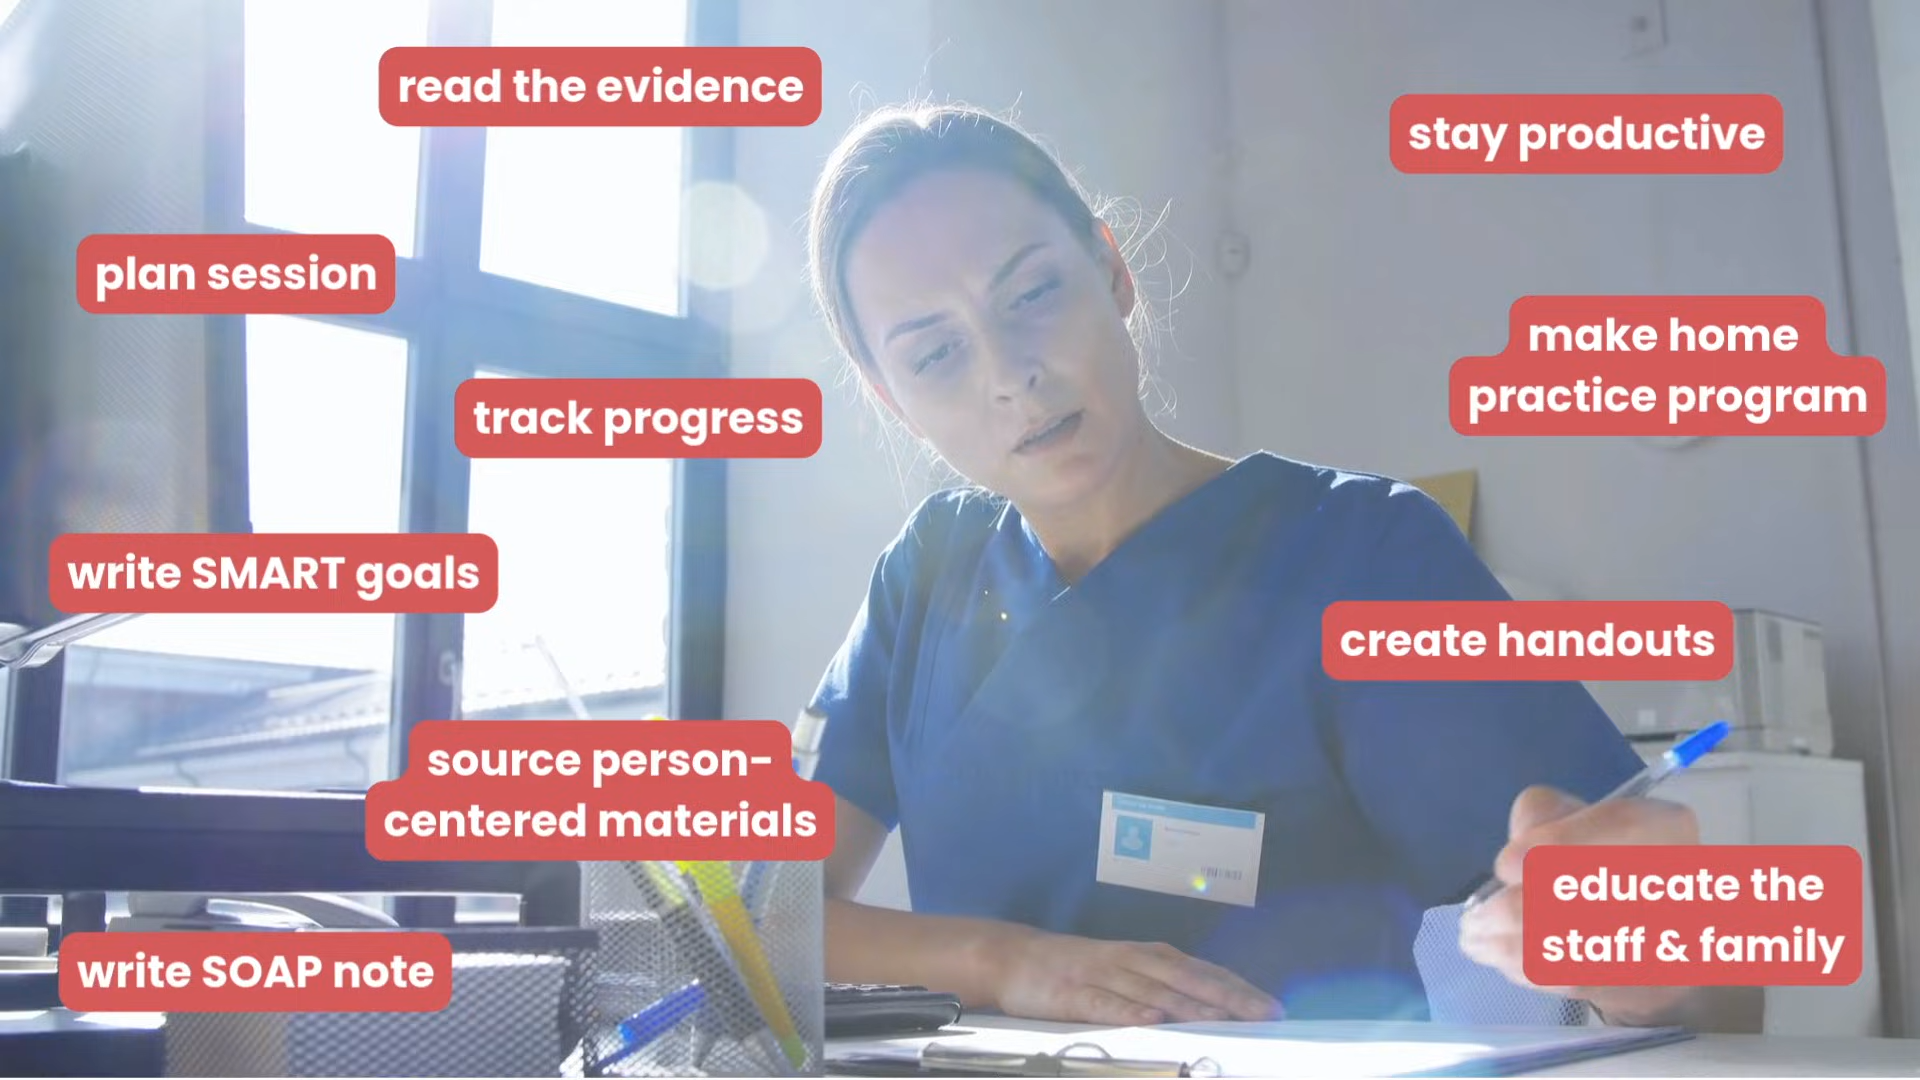 read the evidence
stay productive
plan session
make home
practice program
track progress
write SMART goals
create handouts
source person-
centered materials
educate the
staff & family
write SOAP note